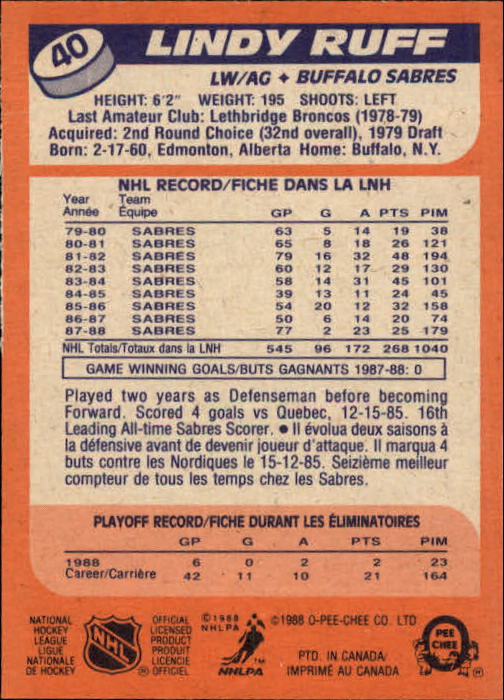 40
LINDY RUFF
LW/AG ✦ BUFFALO SABRES
HEIGHT: 6'2" WEIGHT: 195 SHOOTS: LEFT
Last Amateur Club: Lethbridge Broncos (1978-79)
Acquired: 2nd Round Choice (32nd overall), 1979 Draft
Born: 2-17-60, Edmonton, Alberta Home: Buffalo, N.Y.
NHL RECORD/FICHE DANS LA LNH
Year Team
Année Équipe GP G A PTS PIM
79-80 SABRES 63 5 14 19 38
80-81 SABRES 65 8 18 26 121
81-82 SABRES 79 16 32 48 194
82-83 SABRES 60 12 17 29 130
83-84 SABRES 58 14 31 45 101
84-85 SABRES 39 13 11 24 45
85-86 SABRES 54 20 12 32 158
86-87 SABRES 50 6 14 20 74
87-88 SABRES 77 2 23 25 179
NHL Totals/Totaux dans la LNH 545 96 172 268 1040
GAME WINNING GOALS/BUTS GAGNANTS 1987-88: 0
Played two years as Defenseman before becoming
Forward. Scored 4 goals vs Quebec, 12-15-85. 16th
Leading All-time Sabres Scorer. ● Il évolua deux saisons à
la défensive avant de devenir joueur d'attaque. Il marqua 4
buts contre les Nordiques le 15-12-85. Seizième meilleur
compteur de tous les temps chez les Sabres.
PLAYOFF RECORD/FICHE DURANT LES ÉLIMINATOIRES
GP G A PTS PIM
1988 6 0 2 2 23
Career/Carrière 42 11 10 21 164
NATIONAL
HOCKEY
LEAGUE
LIGUE
NATIONALE
DE HOCKEY
NHL
OFFICIAL
LICENSED
PRODUCT
PRODUIT
LICENCIE
® OFFICIEL
© 1988
NHLPA
NHLPA
™
© 1988 O-PEE-CHEE CO. LTD
PTD. IN CANADA/
IMPRIMÉ AU CANADA
PEE
CHEE